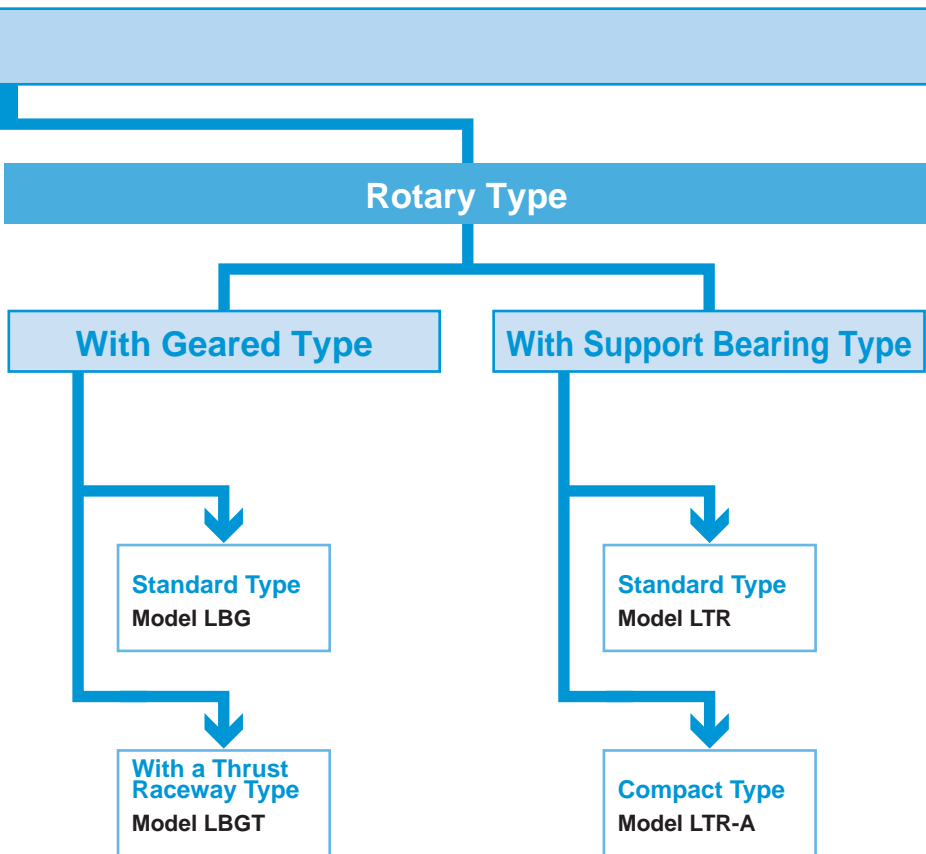 Rotary Type
With Geared Type
With Support Bearing Type
Standard Type
Model LBG
Standard Type
Model LTR
With a Thrust
Raceway Type
Model LBGT
Compact Type
Model LTR-A